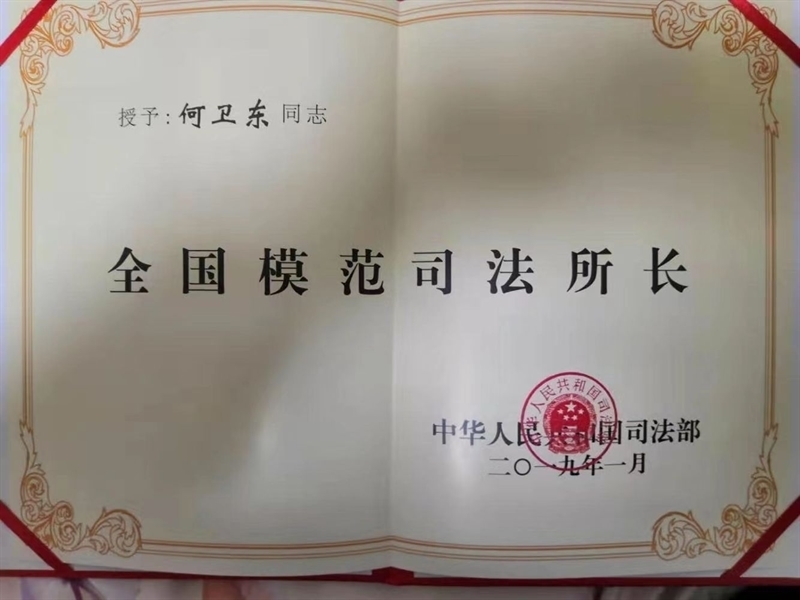 授予:何卫东同志
全国模范司法所长
中华人民共和国司法部
二〇一九年一月